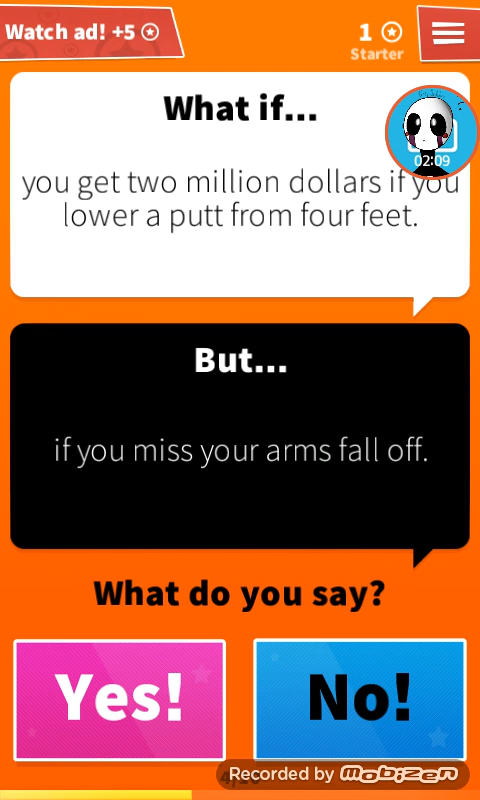 Watch ad! +5
1
Starter
What if...
02:09
you get two million dollars if you
lower a putt from four feet.
But...
if you miss your arms fall off.
What do you say?
Yes!
No!
Recorded by mobizen